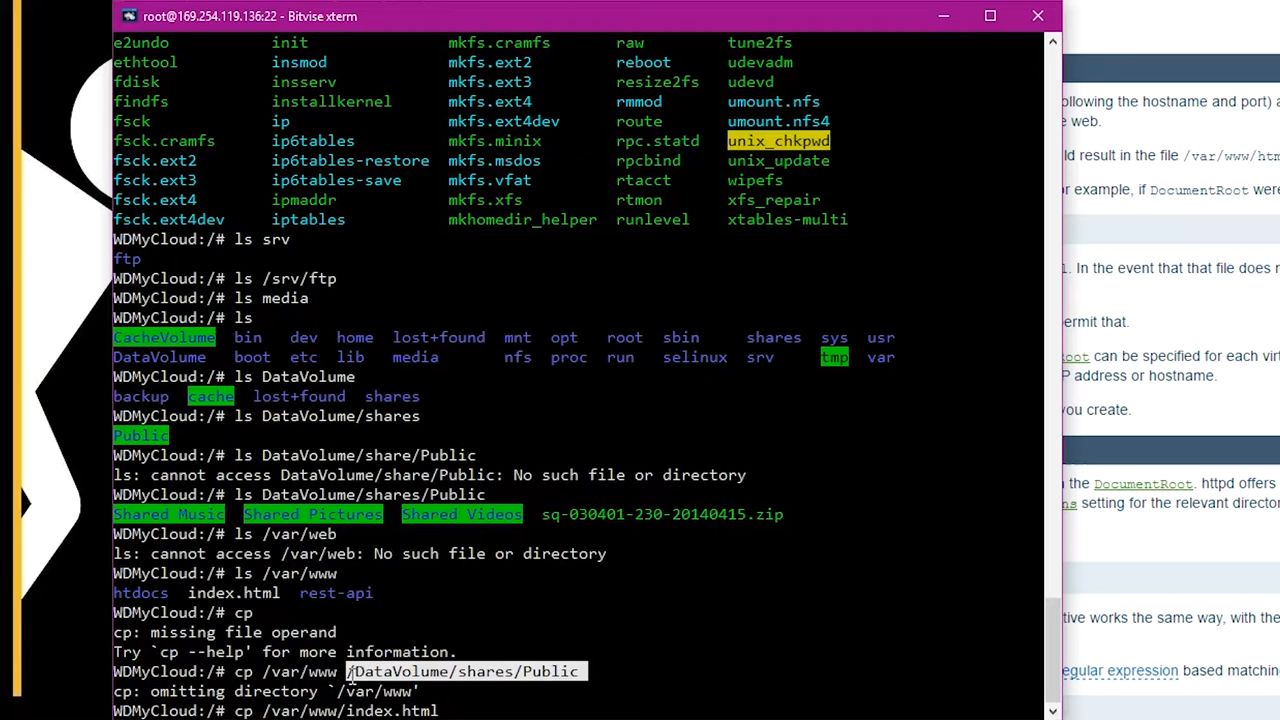 root@169.254.119.136:22 - Bitvise xterm
e2undo init mkfs.cramfs raw tune2fs
ethtool insmod mkfs.ext2 reboot udevadm
fdisk insserv mkfs.ext3 resize2fs udevd
findfs installkernel mkfs.ext4 rmmod umount.nfs
fsck ip mkfs.ext4dev route umount.nfs4
fsck.cramfs ip6tables mkfs.minix rpc.statd unix_chkpwd
fsck.ext2 ip6tables-restore mkfs.msdos rpcbind unix_update
fsck.ext3 ip6tables-save mkfs.vfat rtacct wipefs
fsck.ext4 ipmaddr mkfs.xfs rtmon xfs_repair
fsck.ext4dev iptables mkhomedir_helper runlevel xtables-multi
WDMyCloud:/# ls srv
ftp
WDMyCloud:/# ls /srv/ftp
WDMyCloud:/# ls media
WDMyCloud:/# ls
CacheVolume bin dev home lost+found mnt opt root sbin shares sys usr
DataVolume boot etc lib media nfs proc run selinux srv tmp var
WDMyCloud:/# ls DataVolume
backup cache lost+found shares
WDMyCloud:/# ls DataVolume/shares
Public
WDMyCloud:/# ls DataVolume/share/Public
ls: cannot access DataVolume/share/Public: No such file or directory
WDMyCloud:/# ls DataVolume/shares/Public
Shared Music Shared Pictures Shared Videos sq-030401-230-20140415.zip
WDMyCloud:/# ls /var/web
ls: cannot access /var/web: No such file or directory
WDMyCloud:/# ls /var/www
htdocs index.html rest-api
WDMyCloud:/# cp
cp: missing file operand
Try `cp --help' for more information.
WDMyCloud:/# cp /var/www /DataVolume/shares/Public
cp: omitting directory `/var/www'
WDMyCloud:/# cp /var/www/index.html
following the hostname and port) a
e web.
ld result in the file /var/www/htm
or example, if DocumentRoot were
1. In the event that that file does n
ermit that.
Root can be specified for each virt
P address or hostname.
you create.
n the DocumentRoot. httpd offers
ns setting for the relevant director
tive works the same way, with the
egular expression based matchin